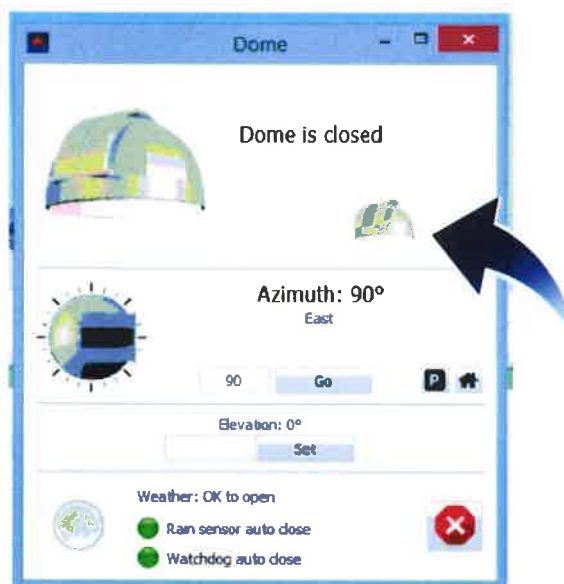 Dome
Dome is closed
Azimuth: 90°
East
90 Go P
Elevation: 0°
Set
Weather: OK to open
Rain sensor auto close
Watchdog auto close